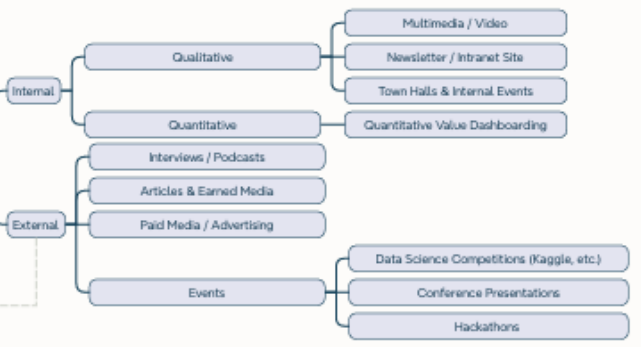 Internal
Qualitative
Multimedia / Video
Newsletter / Intranet Site
Town Halls & Internal Events
Quantitative
Quantitative Value Dashboarding
External
Interviews / Podcasts
Articles & Earned Media
Paid Media / Advertising
Events
Data Science Competitions (Kaggle, etc.)
Conference Presentations
Hackathons